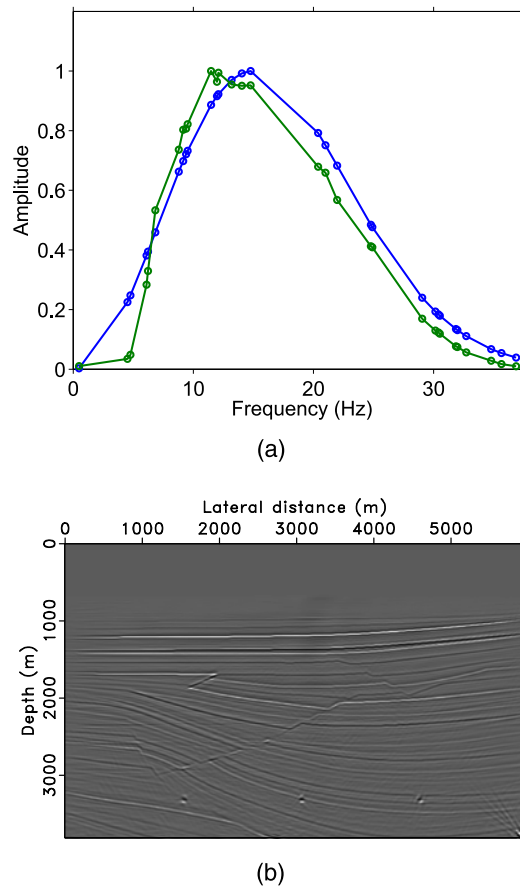 1
0.8
0.6
0.4
0.2
0
Amplitude
0 10 20 30
Frequency (Hz)
(a)
Lateral distance (m)
0 1000 2000 3000 4000 5000
0
1000
2000
3000
Depth (m)
(b)